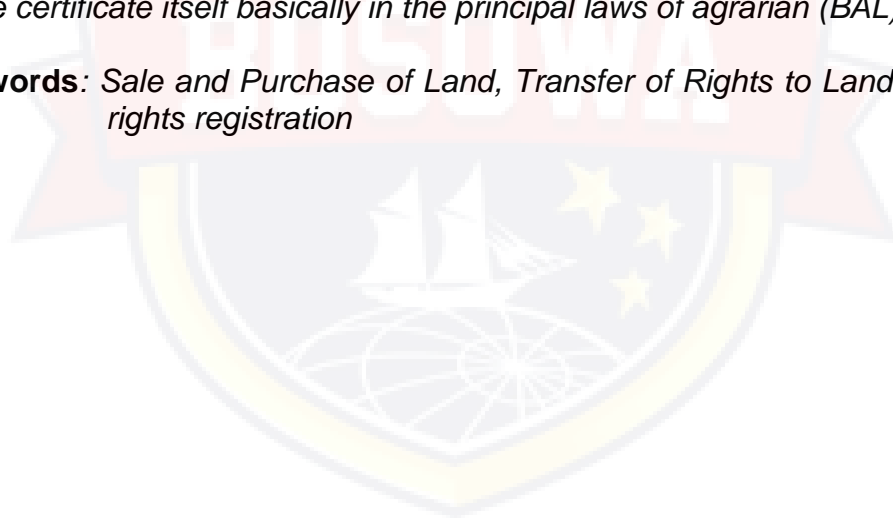 e certificate itself basically in the principal laws of agrarian (BAL)
BOSOWA
words: Sale and Purchase of Land, Transfer of Rights to Land
rights registration